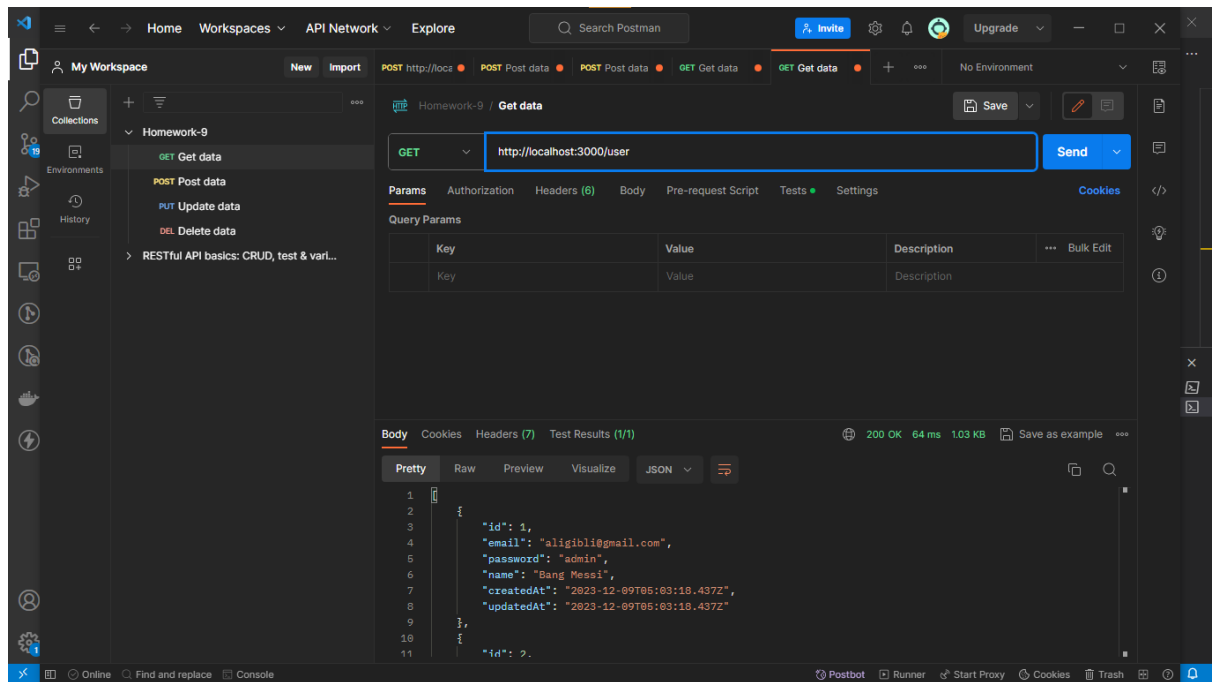 Home Workspaces API Network Explore Search Postman Invite Upgrade
My Workspace New Import POST http://loca POST Post data POST Post data GET Get data GET Get data No Environment
Collections
Environments
History
19
1
Homework-9
GET Get data
POST Post data
PUT Update data
DEL Delete data
RESTful API basics: CRUD, test & vari...
HTTP Homework-9 / Get data Save
GET http://localhost:3000/user Send
Params Authorization Headers (6) Body Pre-request Script Tests Settings Cookies
Query Params
Key Value Description Bulk Edit
Key Value Description
Body Cookies Headers (7) Test Results (1/1) 200 OK 64 ms 1.03 KB Save as example
Pretty Raw Preview Visualize JSON
1 [
2 {
3 "id": 1,
4 "email": "aligibli@gmail.com",
5 "password": "admin",
6 "name": "Bang Messi",
7 "createdAt": "2023-12-09T05:03:18.437Z",
8 "updatedAt": "2023-12-09T05:03:18.437Z"
9 },
10 {
11 "id": 2,
Online Find and replace Console Postbot Runner Start Proxy Cookies Trash